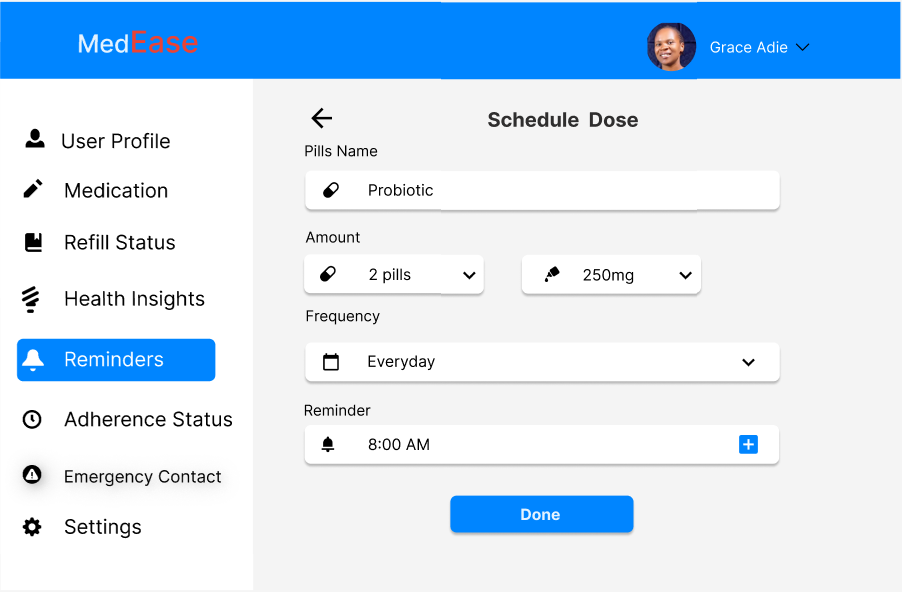 MedEase
Grace Adie
User Profile
Medication
Refill Status
Health Insights
Reminders
Adherence Status
Emergency Contact
Settings
Schedule Dose
Pills Name
Probiotic
Amount
2 pills
250mg
Frequency
Everyday
Reminder
8:00 AM
Done